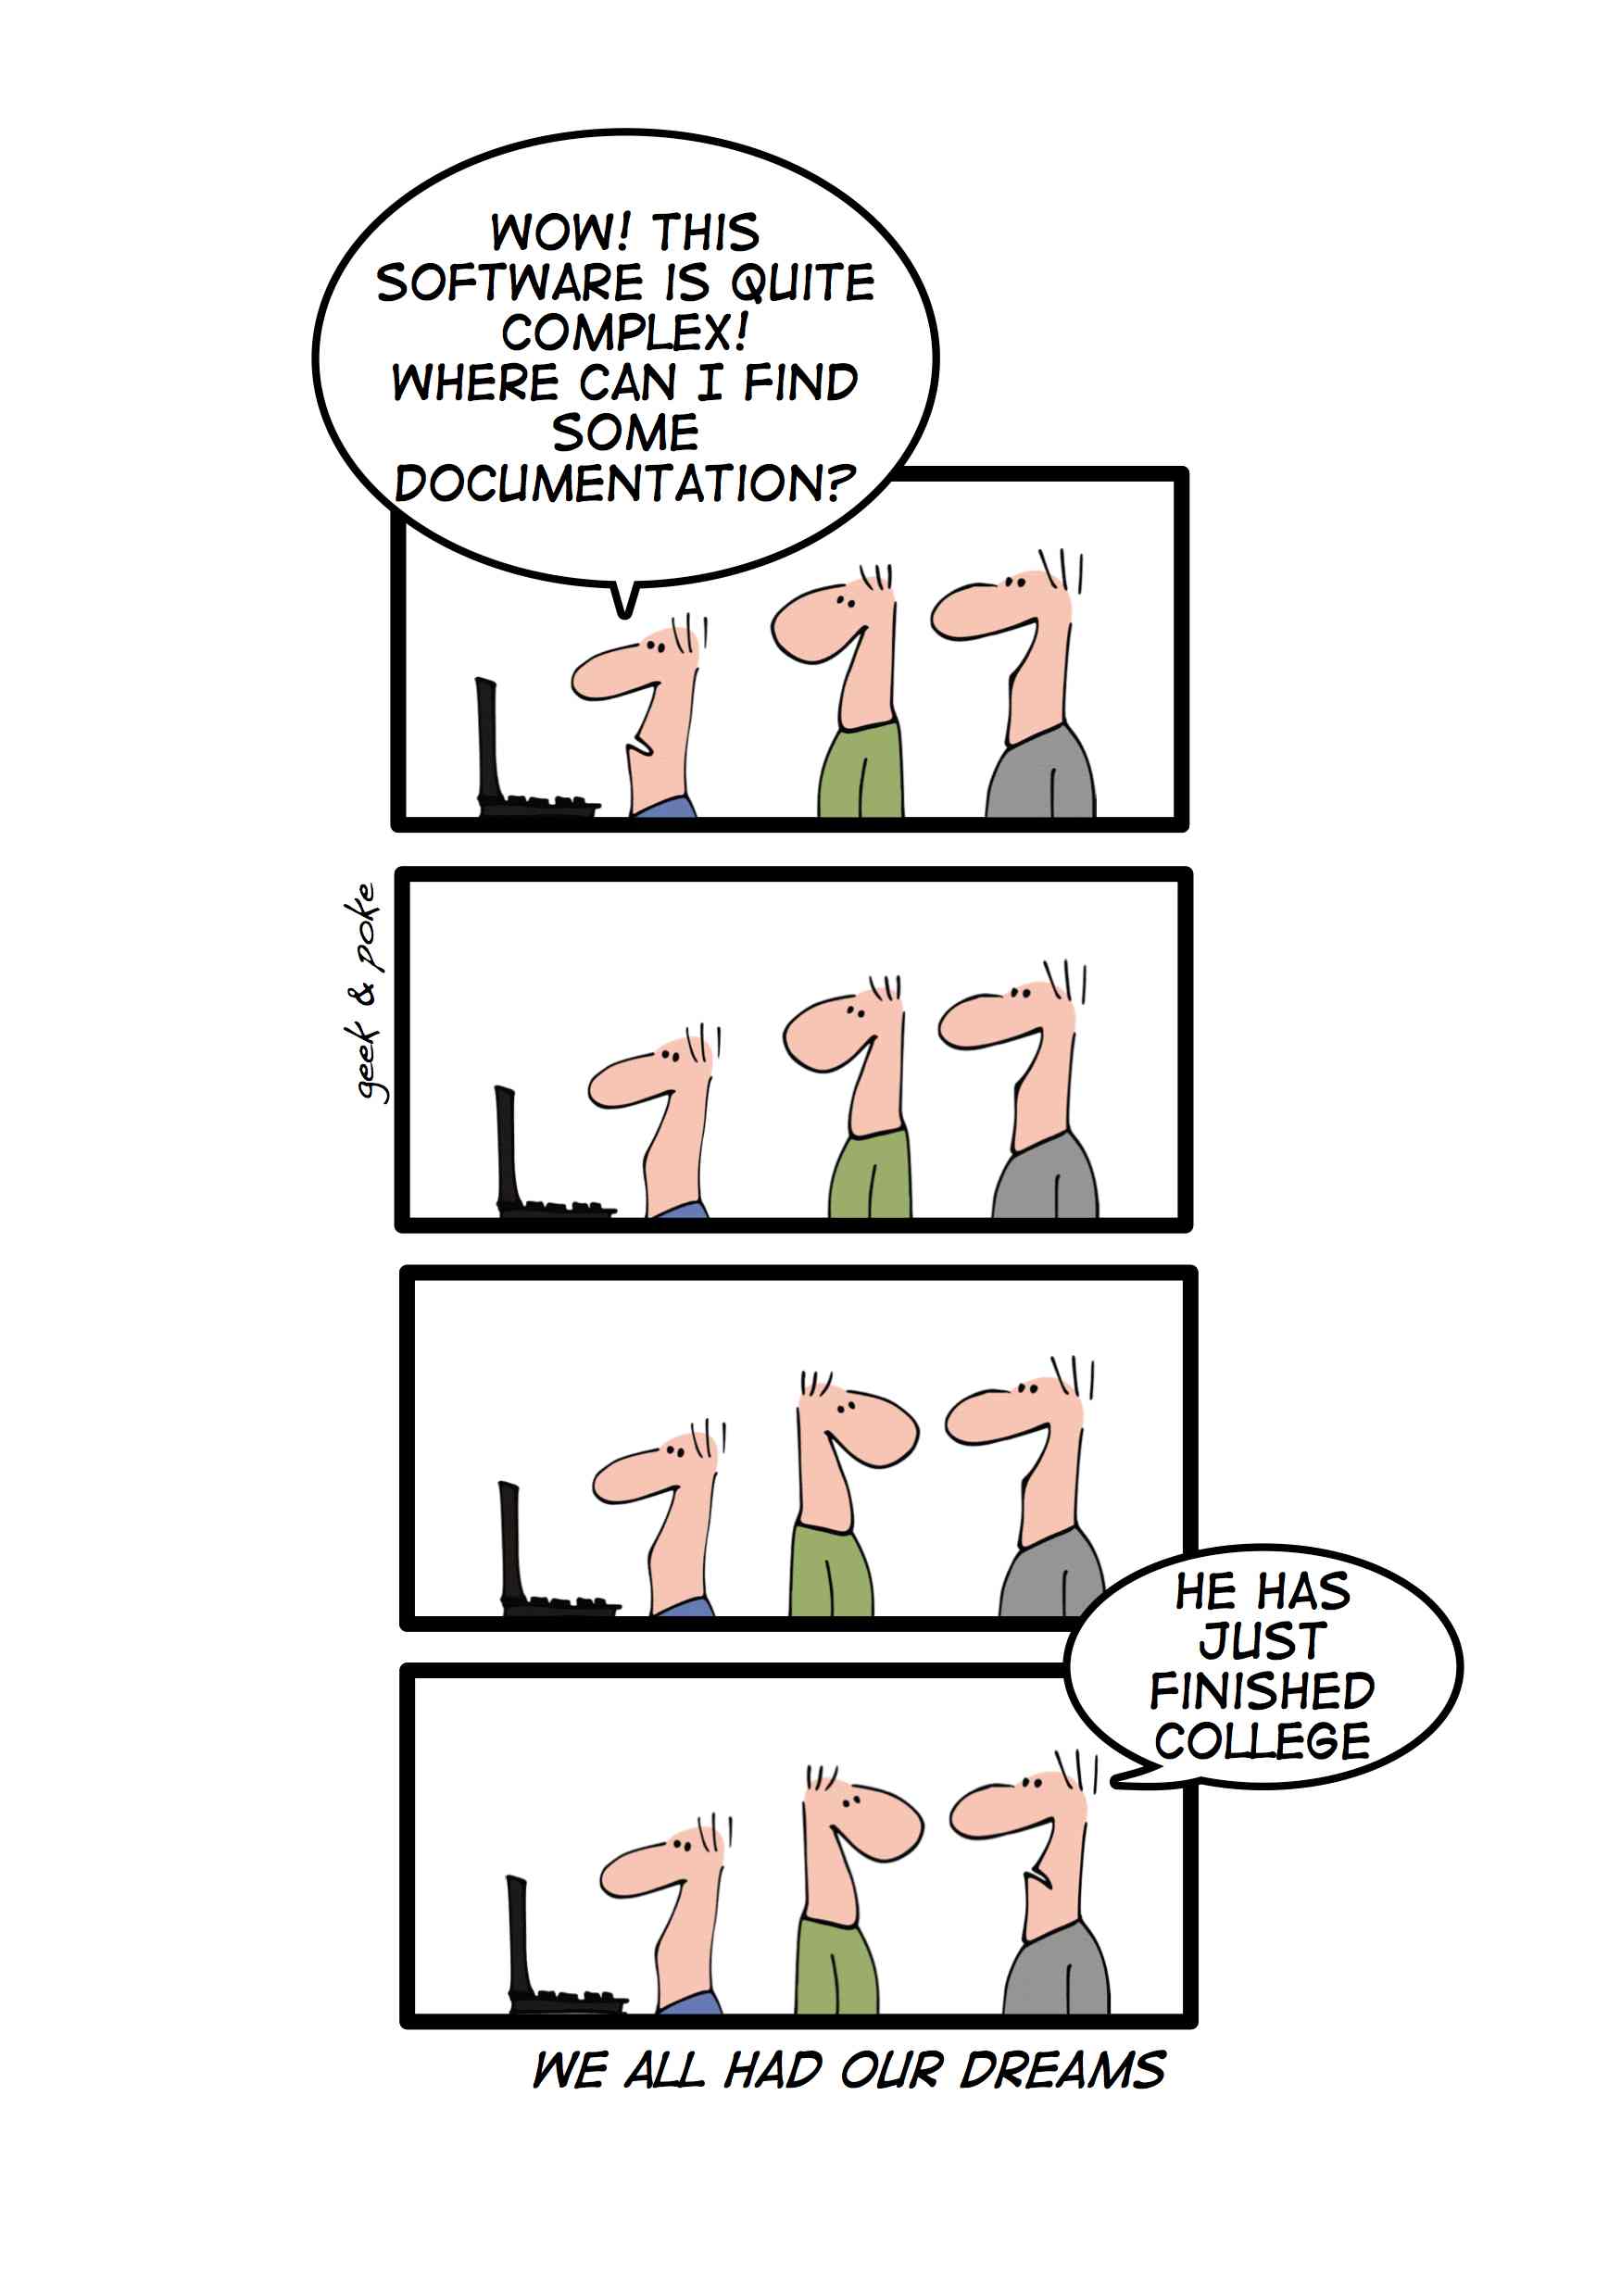 WOW! THIS
SOFTWARE IS QUITE
COMPLEX!
WHERE CAN I FIND
SOME
DOCUMENTATION?
geek & poke
HE HAS
JUST
FINISHED
COLLEGE
WE ALL HAD OUR DREAMS